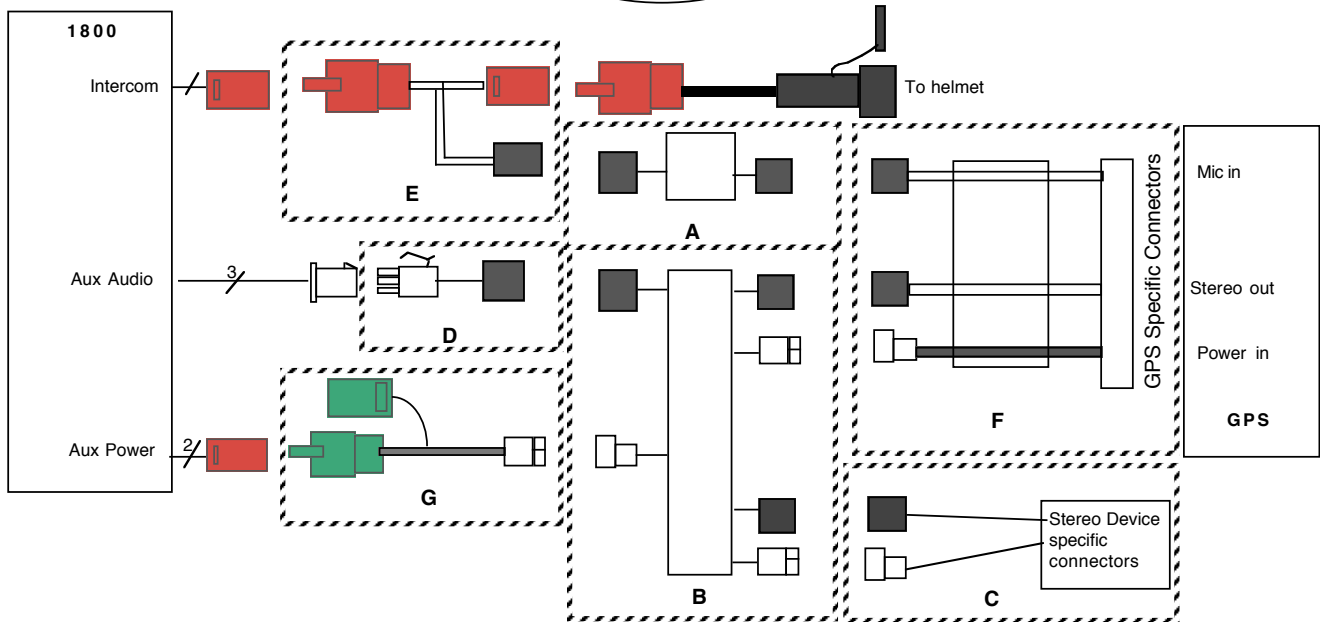 1800
Intercom
To helmet
E
A
Mic in
GPS Specific Connectors
Aux Audio
3
D
Stereo out
Power in
F
GPS
Aux Power
2
G
Stereo Device
specific
connectors
B
C